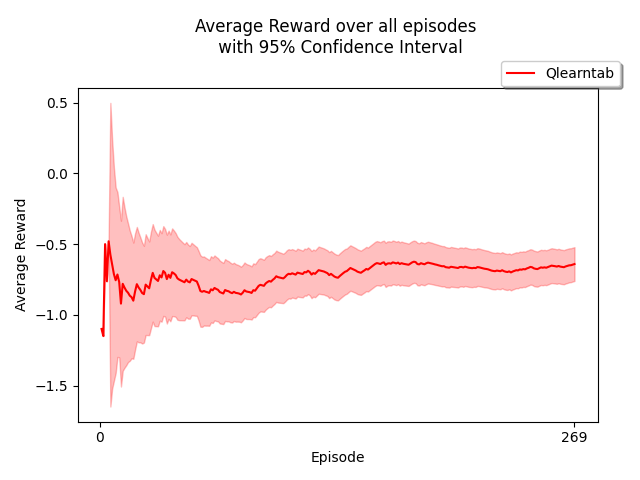 Average Reward over all episodes
with 95% Confidence Interval
Qlearntab
0.5
0.0
−0.5
−1.0
−1.5
Average Reward
0
269
Episode